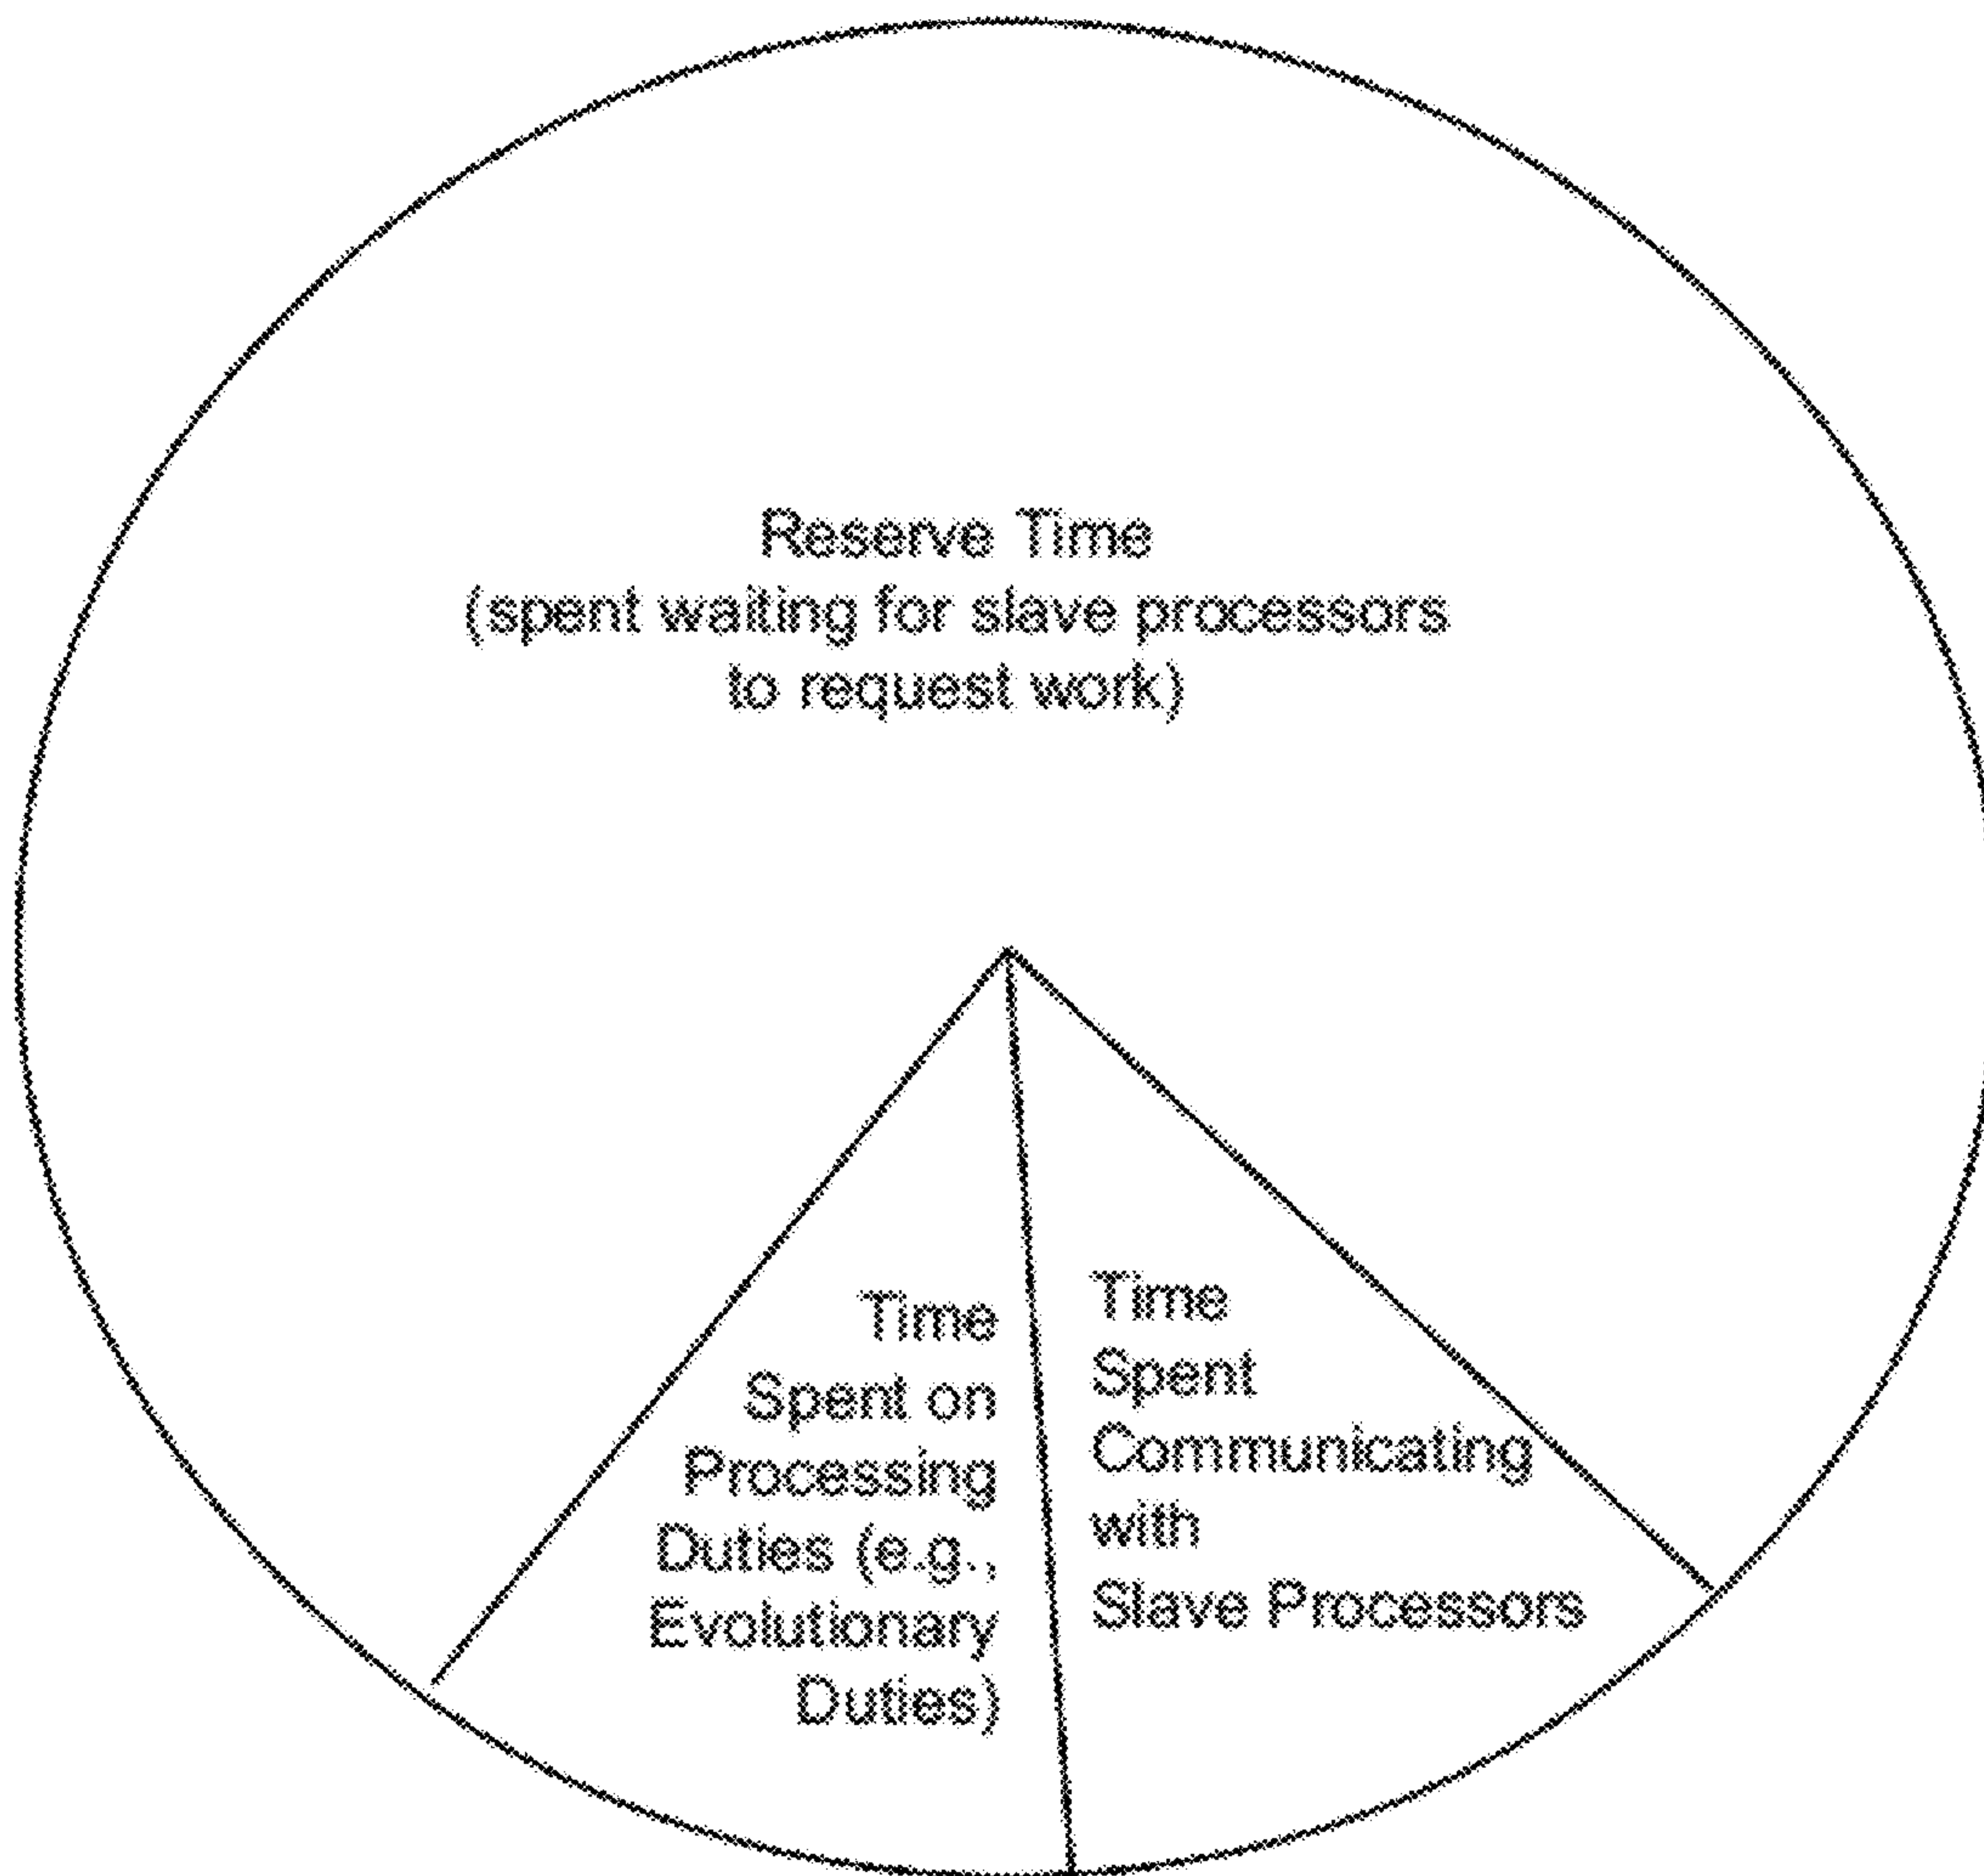 Reserve Time
(spent waiting for slave processors
to request work)
Time
Spent on
Processing
Duties (e.g.,
Evolutionary
Duties)
Time
Spent
Communicating
with
Slave Processors